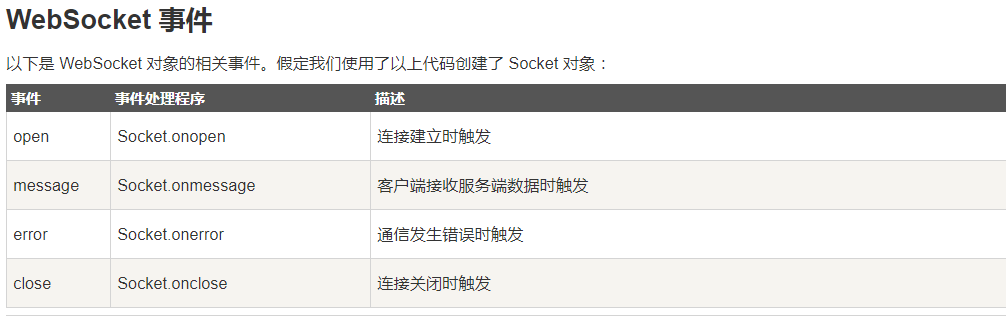 WebSocket 事件
以下是 WebSocket 对象的相关事件。假定我们使用了以上代码创建了 Socket 对象：
事件 事件处理程序 描述
open Socket.onopen 连接建立时触发
message Socket.onmessage 客户端接收服务端数据时触发
error Socket.onerror 通信发生错误时触发
close Socket.onclose 连接关闭时触发